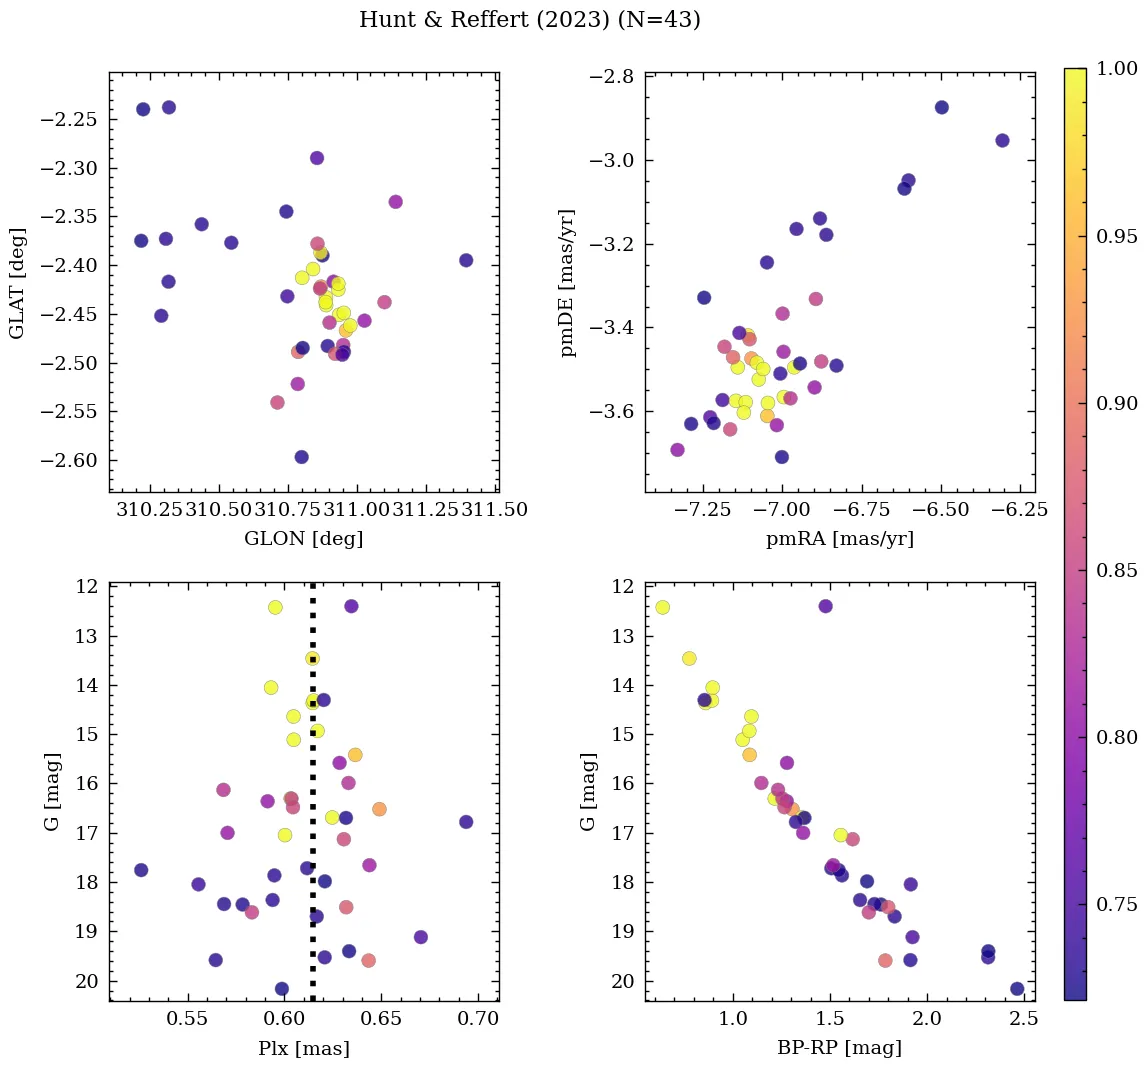 Hunt & Reffert (2023) (N=43)
−2.25
−2.30
−2.35
−2.40
−2.45
−2.50
−2.55
−2.60
GLAT [deg]
310.25 310.50 310.75 311.00 311.25 311.50
GLON [deg]
−2.8
−3.0
−3.2
−3.4
−3.6
pmDE [mas/yr]
−7.25 −7.00 −6.75 −6.50 −6.25
pmRA [mas/yr]
12
13
14
15
16
17
18
19
20
G [mag]
0.55 0.60 0.65 0.70
Plx [mas]
12
13
14
15
16
17
18
19
20
G [mag]
1.0 1.5 2.0 2.5
BP-RP [mag]
1.00
0.95
0.90
0.85
0.80
0.75